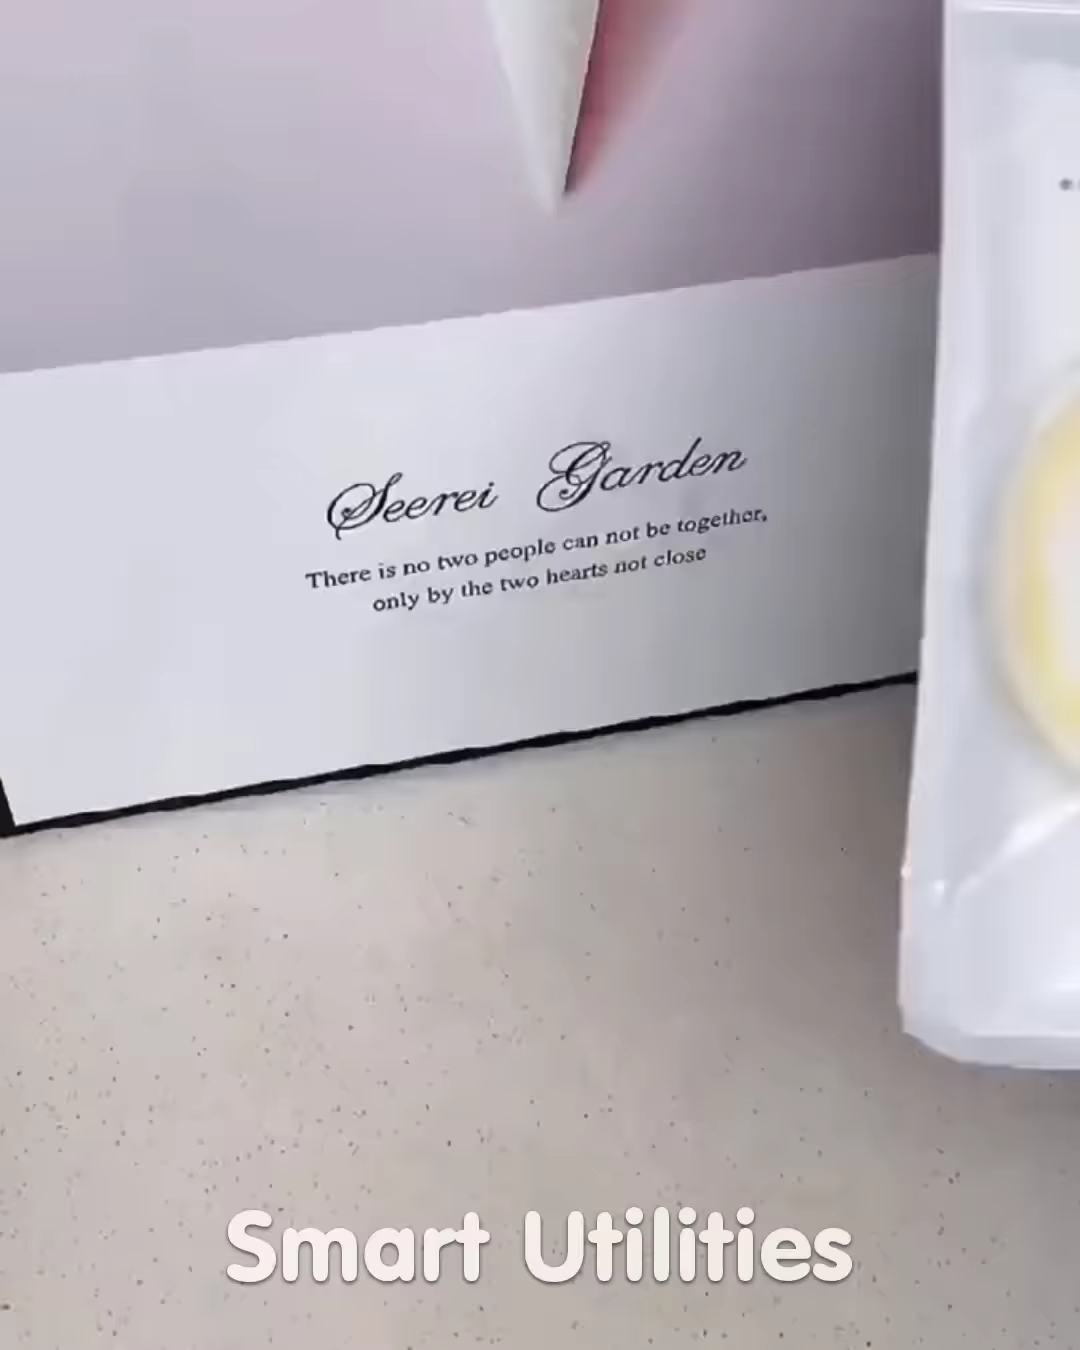 Seerei Garden
There is no two people can not be together,
only by the two hearts not close
Smart Utilities